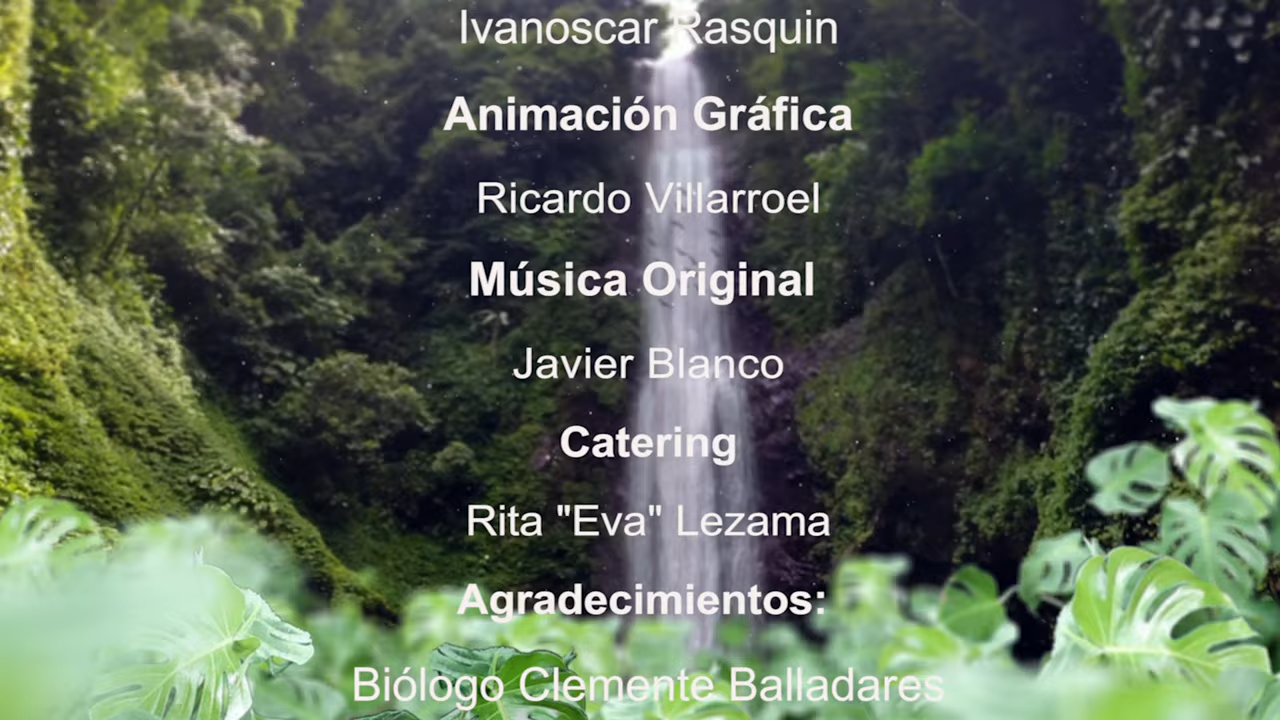 Ivanoscar Rasquin
Animación Gráfica
Ricardo Villarroel
Música Original
Javier Blanco
Catering
Rita "Eva" Lezama
Agradecimientos:
Biólogo Clemente Balladares